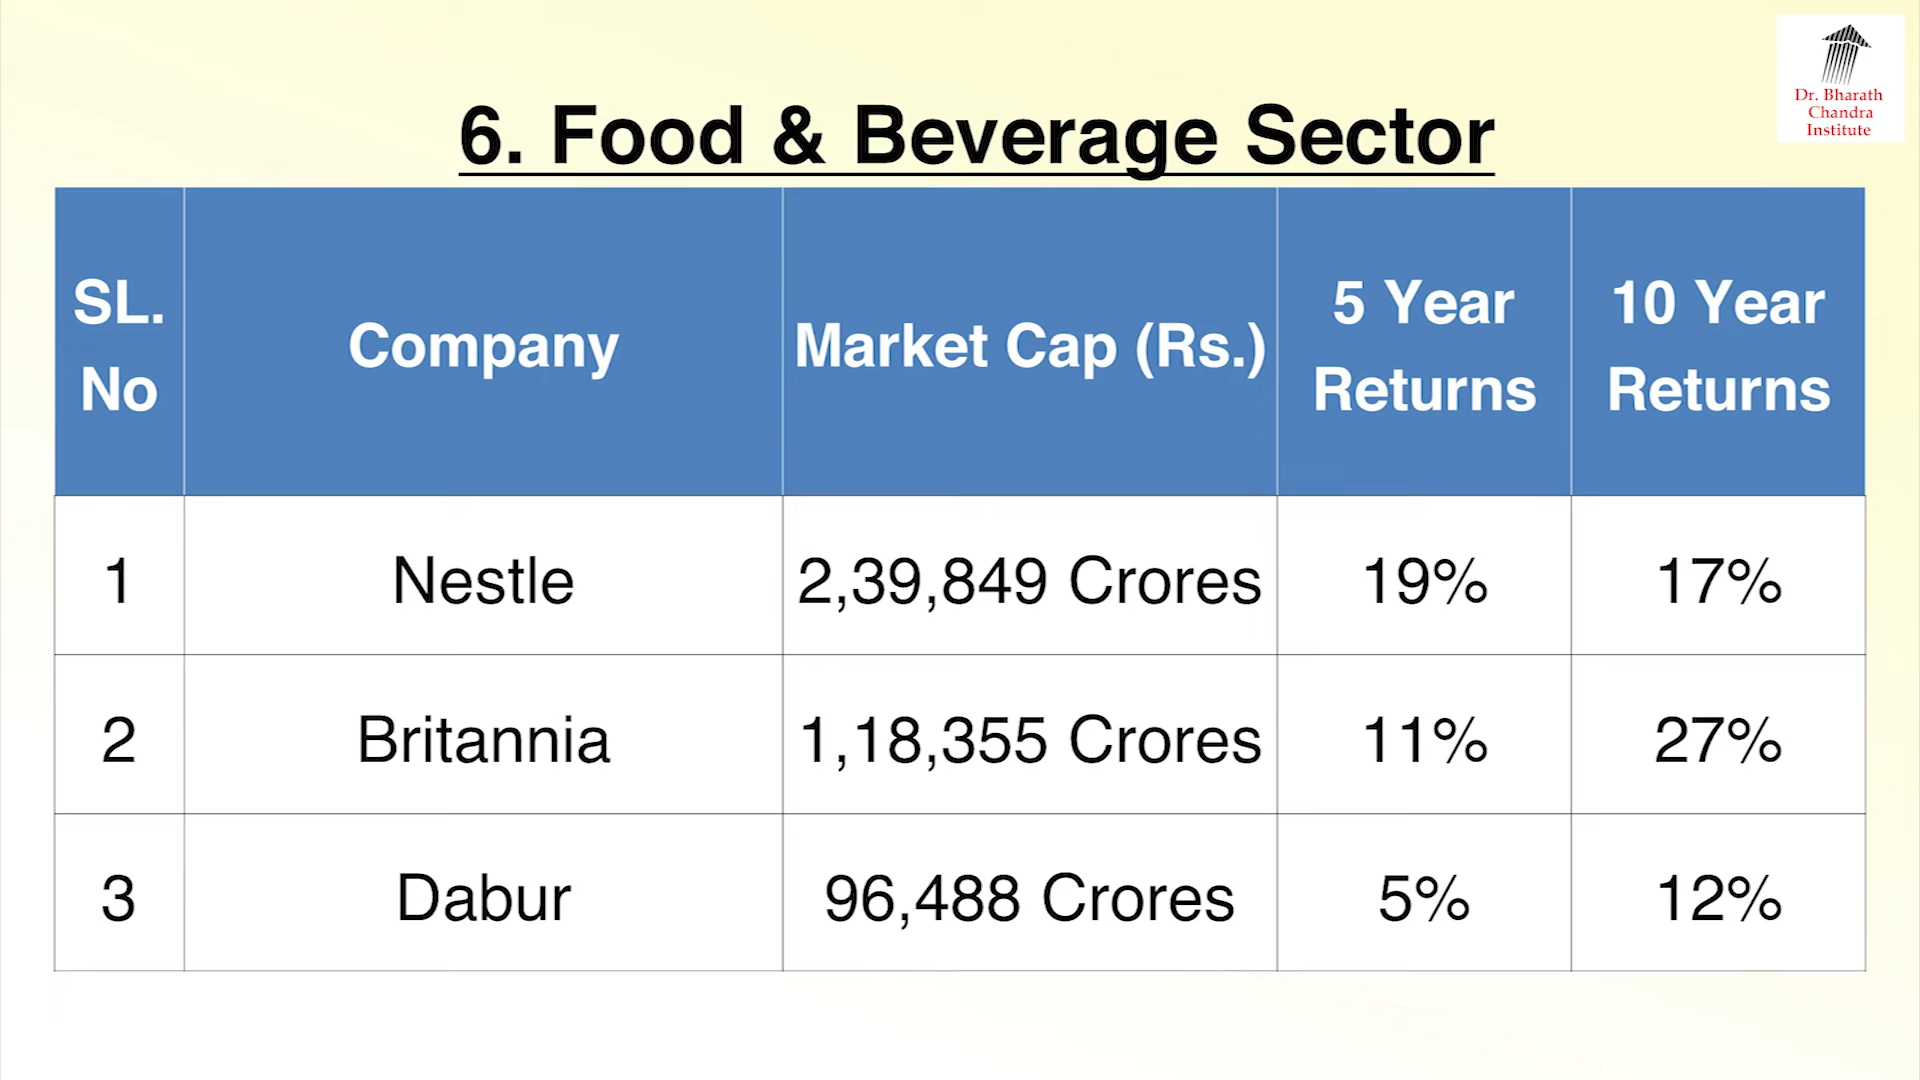 Dr. Bharath
Chandra
Institute
6. Food & Beverage Sector
SL. No Company Market Cap (Rs.) 5 Year Returns 10 Year Returns
1 Nestle 2,39,849 Crores 19% 17%
2 Britannia 1,18,355 Crores 11% 27%
3 Dabur 96,488 Crores 5% 12%